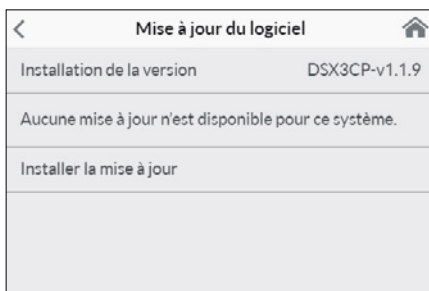 Mise à jour du logiciel
Installation de la version DSX3CP-v1.1.9
Aucune mise à jour n'est disponible pour ce système.
Installer la mise à jour